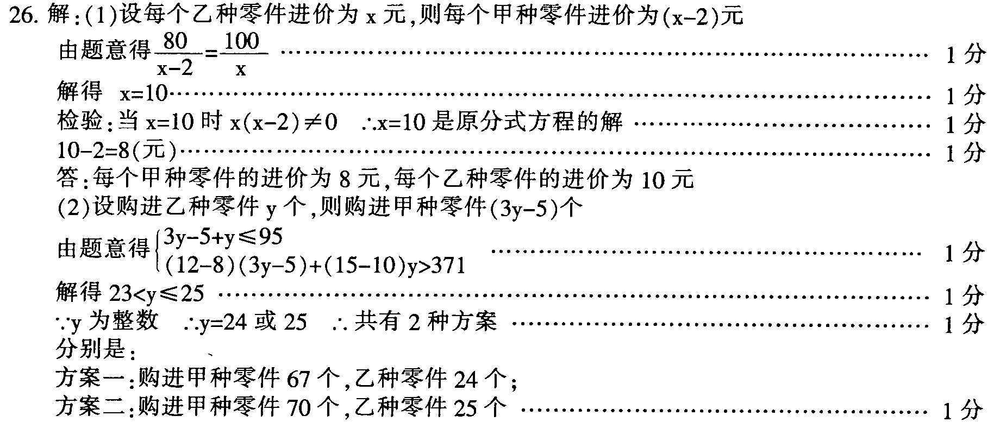 26. 解:(1)设每个乙种零件进价为 x 元,则每个甲种零件进价为(x-2)元
由题意得 80/(x-2) = 100/x …………………………………………………………… 1 分
解得 x=10…………………………………………………………………… 1 分
检验:当 x=10 时 x(x-2)≠0 ∴x=10 是原分式方程的解 ………………………… 1 分
10-2=8(元)…………………………………………………………………… 1 分
答:每个甲种零件的进价为 8 元,每个乙种零件的进价为 10 元
(2)设购进乙种零件 y 个,则购进甲种零件(3y-5)个
由题意得 { 3y-5+y≤95
(12-8)(3y-5)+(15-10)y>371 ……………………………………… 1 分
解得 23<y≤25 ……………………………………………………………… 1 分
∵y 为整数 ∴y=24 或 25 ∴ 共有 2 种方案 …………………………………… 1 分
分别是:
方案一:购进甲种零件 67 个,乙种零件 24 个;
方案二:购进甲种零件 70 个,乙种零件 25 个 …………………………………… 1 分